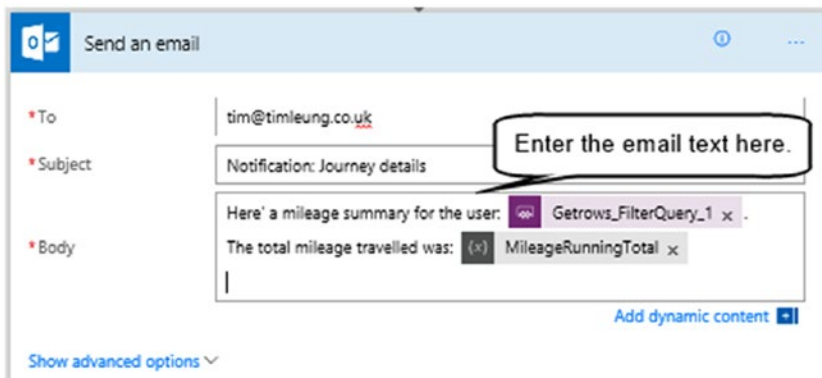 Send an email
*To
tim@timleung.co.uk
Enter the email text here.
*Subject
Notification: Journey details
*Body
Here' a mileage summary for the user: Getrows_FilterQuery_1 × .
The total mileage travelled was: {x} MileageRunningTotal ×
Add dynamic content
Show advanced options